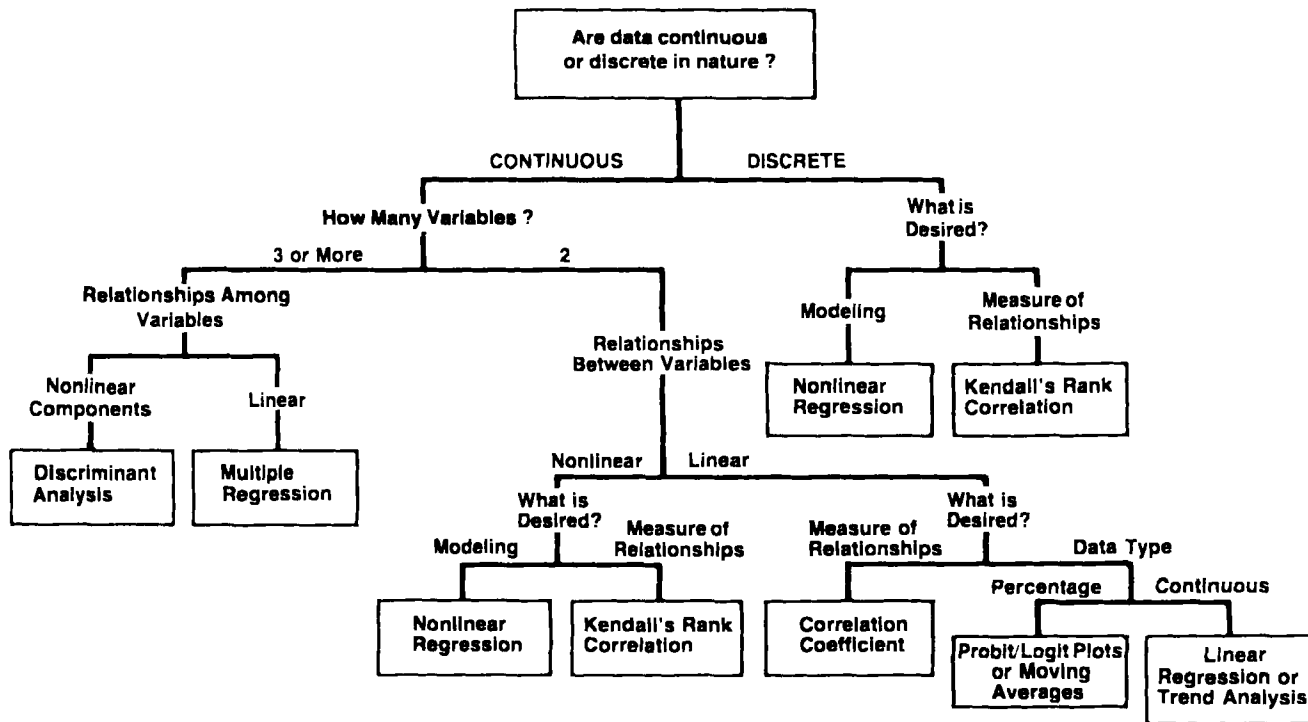 Are data continuous
or discrete in nature ?
CONTINUOUS
DISCRETE
How Many Variables ?
What is
Desired?
3 or More
2
Relationships Among
Variables
Modeling
Measure of
Relationships
Relationships
Between Variables
Nonlinear
Components
Linear
Nonlinear
Regression
Kendall's Rank
Correlation
Discriminant
Analysis
Multiple
Regression
Nonlinear
Linear
What is
Desired?
What is
Desired?
Modeling
Measure of
Relationships
Measure of
Relationships
Data Type
Percentage
Continuous
Nonlinear
Regression
Kendall's Rank
Correlation
Correlation
Coefficient
Probit/Logit Plots
or Moving
Averages
Linear
Regression or
Trend Analysis